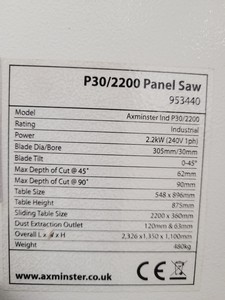 P30/2200 Panel Saw
953440
Model Axminster Ind P30/2200
Rating Industrial
Power 2.2kW (240V 1ph)
Blade Dia/Bore 305mm/30mm
Blade Tilt 0-45°
Max Depth of Cut @ 45° 62mm
Max Depth of Cut @ 90° 90mm
Table Size 548 x 896mm
Table Height 875mm
Sliding Table Size 2200 x 360mm
Dust Extraction Outlet 120mm & 63mm
Overall L x x H 2,326 x 1,350 x 1,100mm
Weight 480kg
www.axminster.co.uk CE